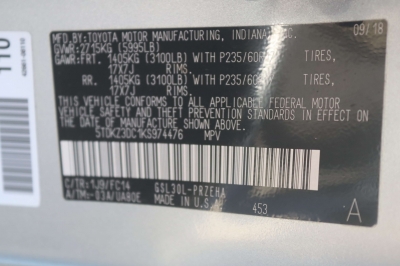 MFD.BY: TOYOTA MOTOR MANUFACTURING, INDIANA, INC. 09/18
GVWR: 2715KG (5995LB)
GAWR:FRT. 1405KG (3100LB) WITH P235/60 TIRES,
17X7J RIMS.
RR. 1405KG (3100LB) WITH P235/60 TIRES,
17X7J RIMS.
THIS VEHICLE CONFORMS TO ALL APPLICABLE FEDERAL MOTOR
VEHICLE SAFETY AND THEFT PREVENTION STANDARDS IN EFFECT
ON THE DATE OF MANUFACTURE SHOWN ABOVE.
5TDKZ3DC1KS974476 MPV
C/TR: 1J9/FC14 GSL30L-PRZEHA
A/TM: -03A/UA80E MADE IN U.S.A.
453 A
110